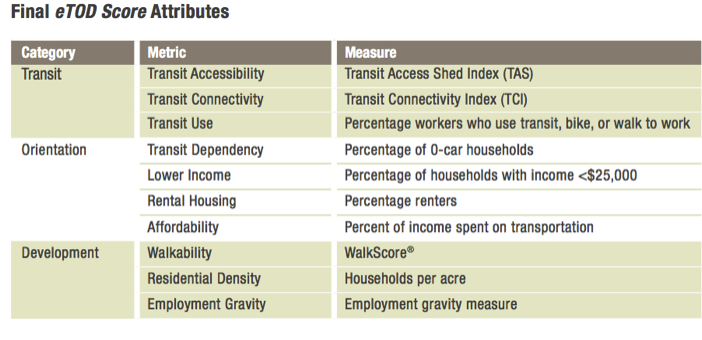 Final eTOD Score Attributes
Category Metric Measure
Transit Transit Accessibility Transit Access Shed Index (TAS)
Transit Connectivity Transit Connectivity Index (TCI)
Transit Use Percentage workers who use transit, bike, or walk to work
Orientation Transit Dependency Percentage of 0-car households
Lower Income Percentage of households with income <$25,000
Rental Housing Percentage renters
Affordability Percent of income spent on transportation
Development Walkability WalkScore®
Residential Density Households per acre
Employment Gravity Employment gravity measure